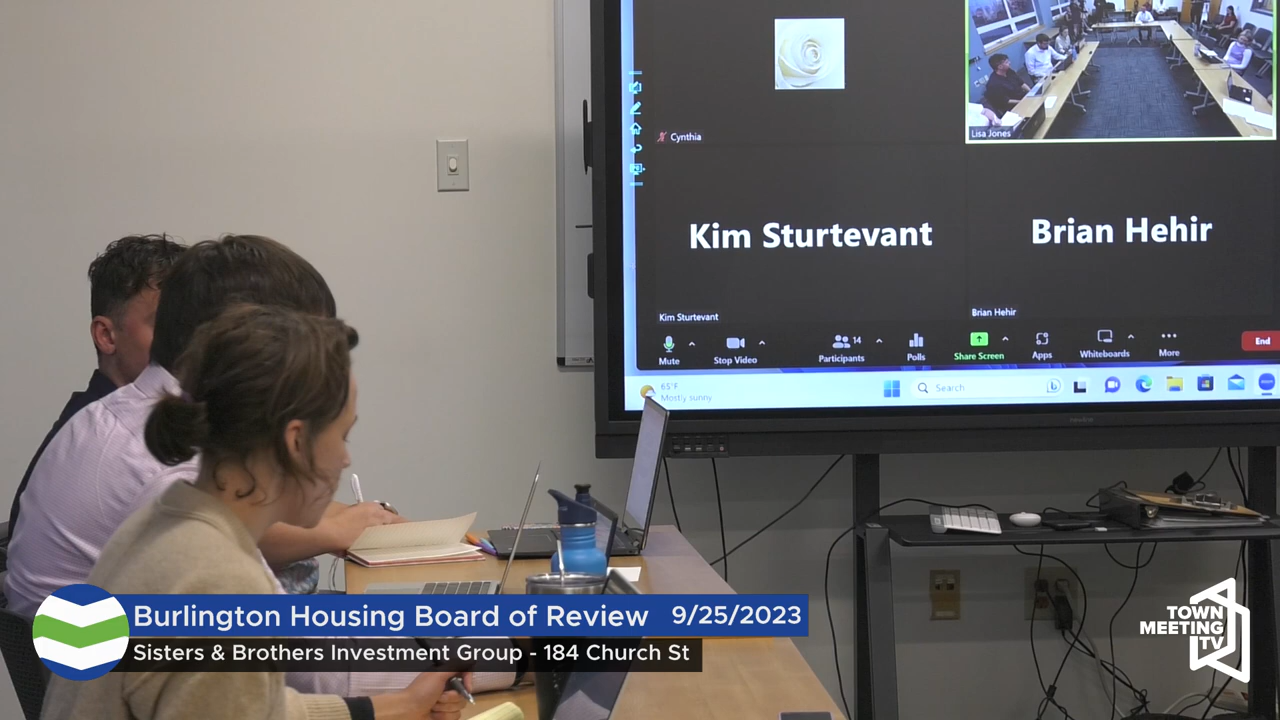 Cynthia
Lisa Jones
Kim Sturtevant
Brian Hehir
Kim Sturtevant
Brian Hehir
Mute
Stop Video
14
Participants
Polls
Share Screen
Apps
Whiteboards
More
End
65°F
Mostly sunny
Search
Burlington Housing Board of Review 9/25/2023
Sisters & Brothers Investment Group - 184 Church St
TOWN
MEETING
TV